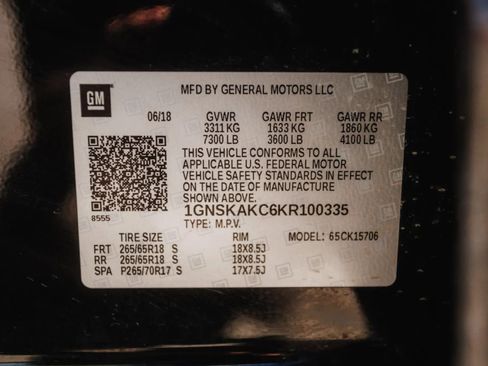 MFD BY GENERAL MOTORS LLC
GM
06/18 GVWR GAWR FRT GAWR RR
3311 KG 1633 KG 1860 KG
7300 LB 3600 LB 4100 LB
THIS VEHICLE CONFORMS TO ALL
APPLICABLE U.S. FEDERAL MOTOR
VEHICLE SAFETY STANDARDS IN EFFECT
ON THE DATE OF MANUFACTURE
SHOWN ABOVE.
8555
1GNSKAKC6KR100335
TYPE: M.P.V.
TIRE SIZE RIM MODEL: 65CK15706
FRT 265/65R18 S 18X8.5J
RR 265/65R18 S 18X8.5J
SPA P265/70R17 S 17X7.5J